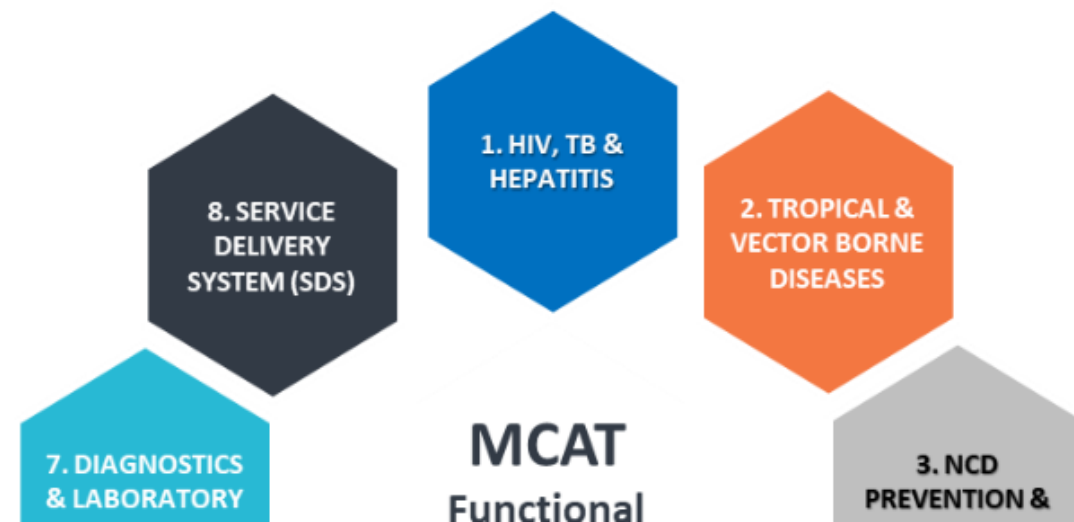 1. HIV, TB &
HEPATITIS
8. SERVICE
DELIVERY
SYSTEM (SDS)
2. TROPICAL &
VECTOR BORNE
DISEASES
7. DIAGNOSTICS
& LABORATORY
MCAT
Functional
3. NCD
PREVENTION &